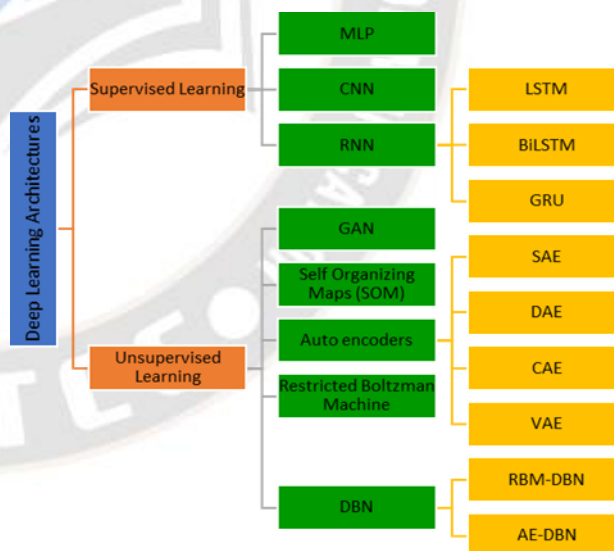 Deep Learning Architectures
Supervised Learning
MLP
CNN
RNN
LSTM
BiLSTM
GRU
Unsupervised
Learning
GAN
Self Organizing
Maps (SOM)
Auto encoders
SAE
DAE
CAE
VAE
Restricted Boltzman
Machine
DBN
RBM-DBN
AE-DBN